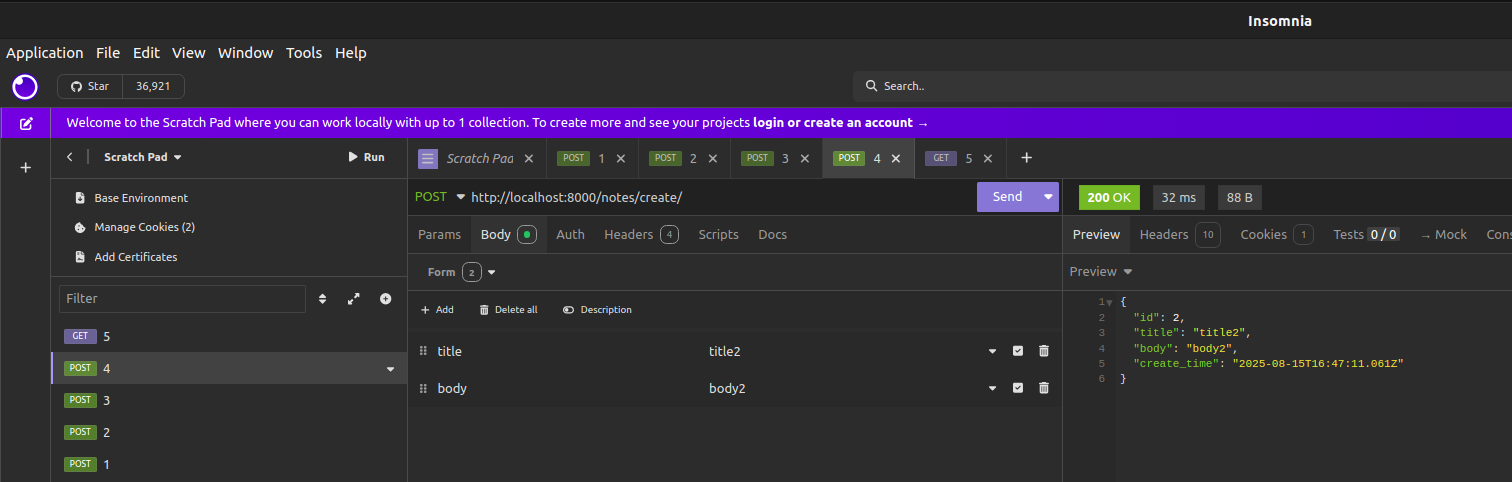 Insomnia
Application File Edit View Window Tools Help
Star 36,921
Search..
Welcome to the Scratch Pad where you can work locally with up to 1 collection. To create more and see your projects login or create an account →
Scratch Pad Run
Scratch Pad POST 1 POST 2 POST 3 POST 4 GET 5
Base Environment
Manage Cookies (2)
Add Certificates
Filter
GET 5
POST 4
POST 3
POST 2
POST 1
POST http://localhost:8000/notes/create/ Send
Params Body Auth Headers 4 Scripts Docs
Form 2
Add Delete all Description
title title2
body body2
200 OK 32 ms 88 B
Preview Headers 10 Cookies 1 Tests 0 / 0 → Mock Cons
Preview
1 {
2 "id": 2,
3 "title": "title2",
4 "body": "body2",
5 "create_time": "2025-08-15T16:47:11.061Z"
6 }